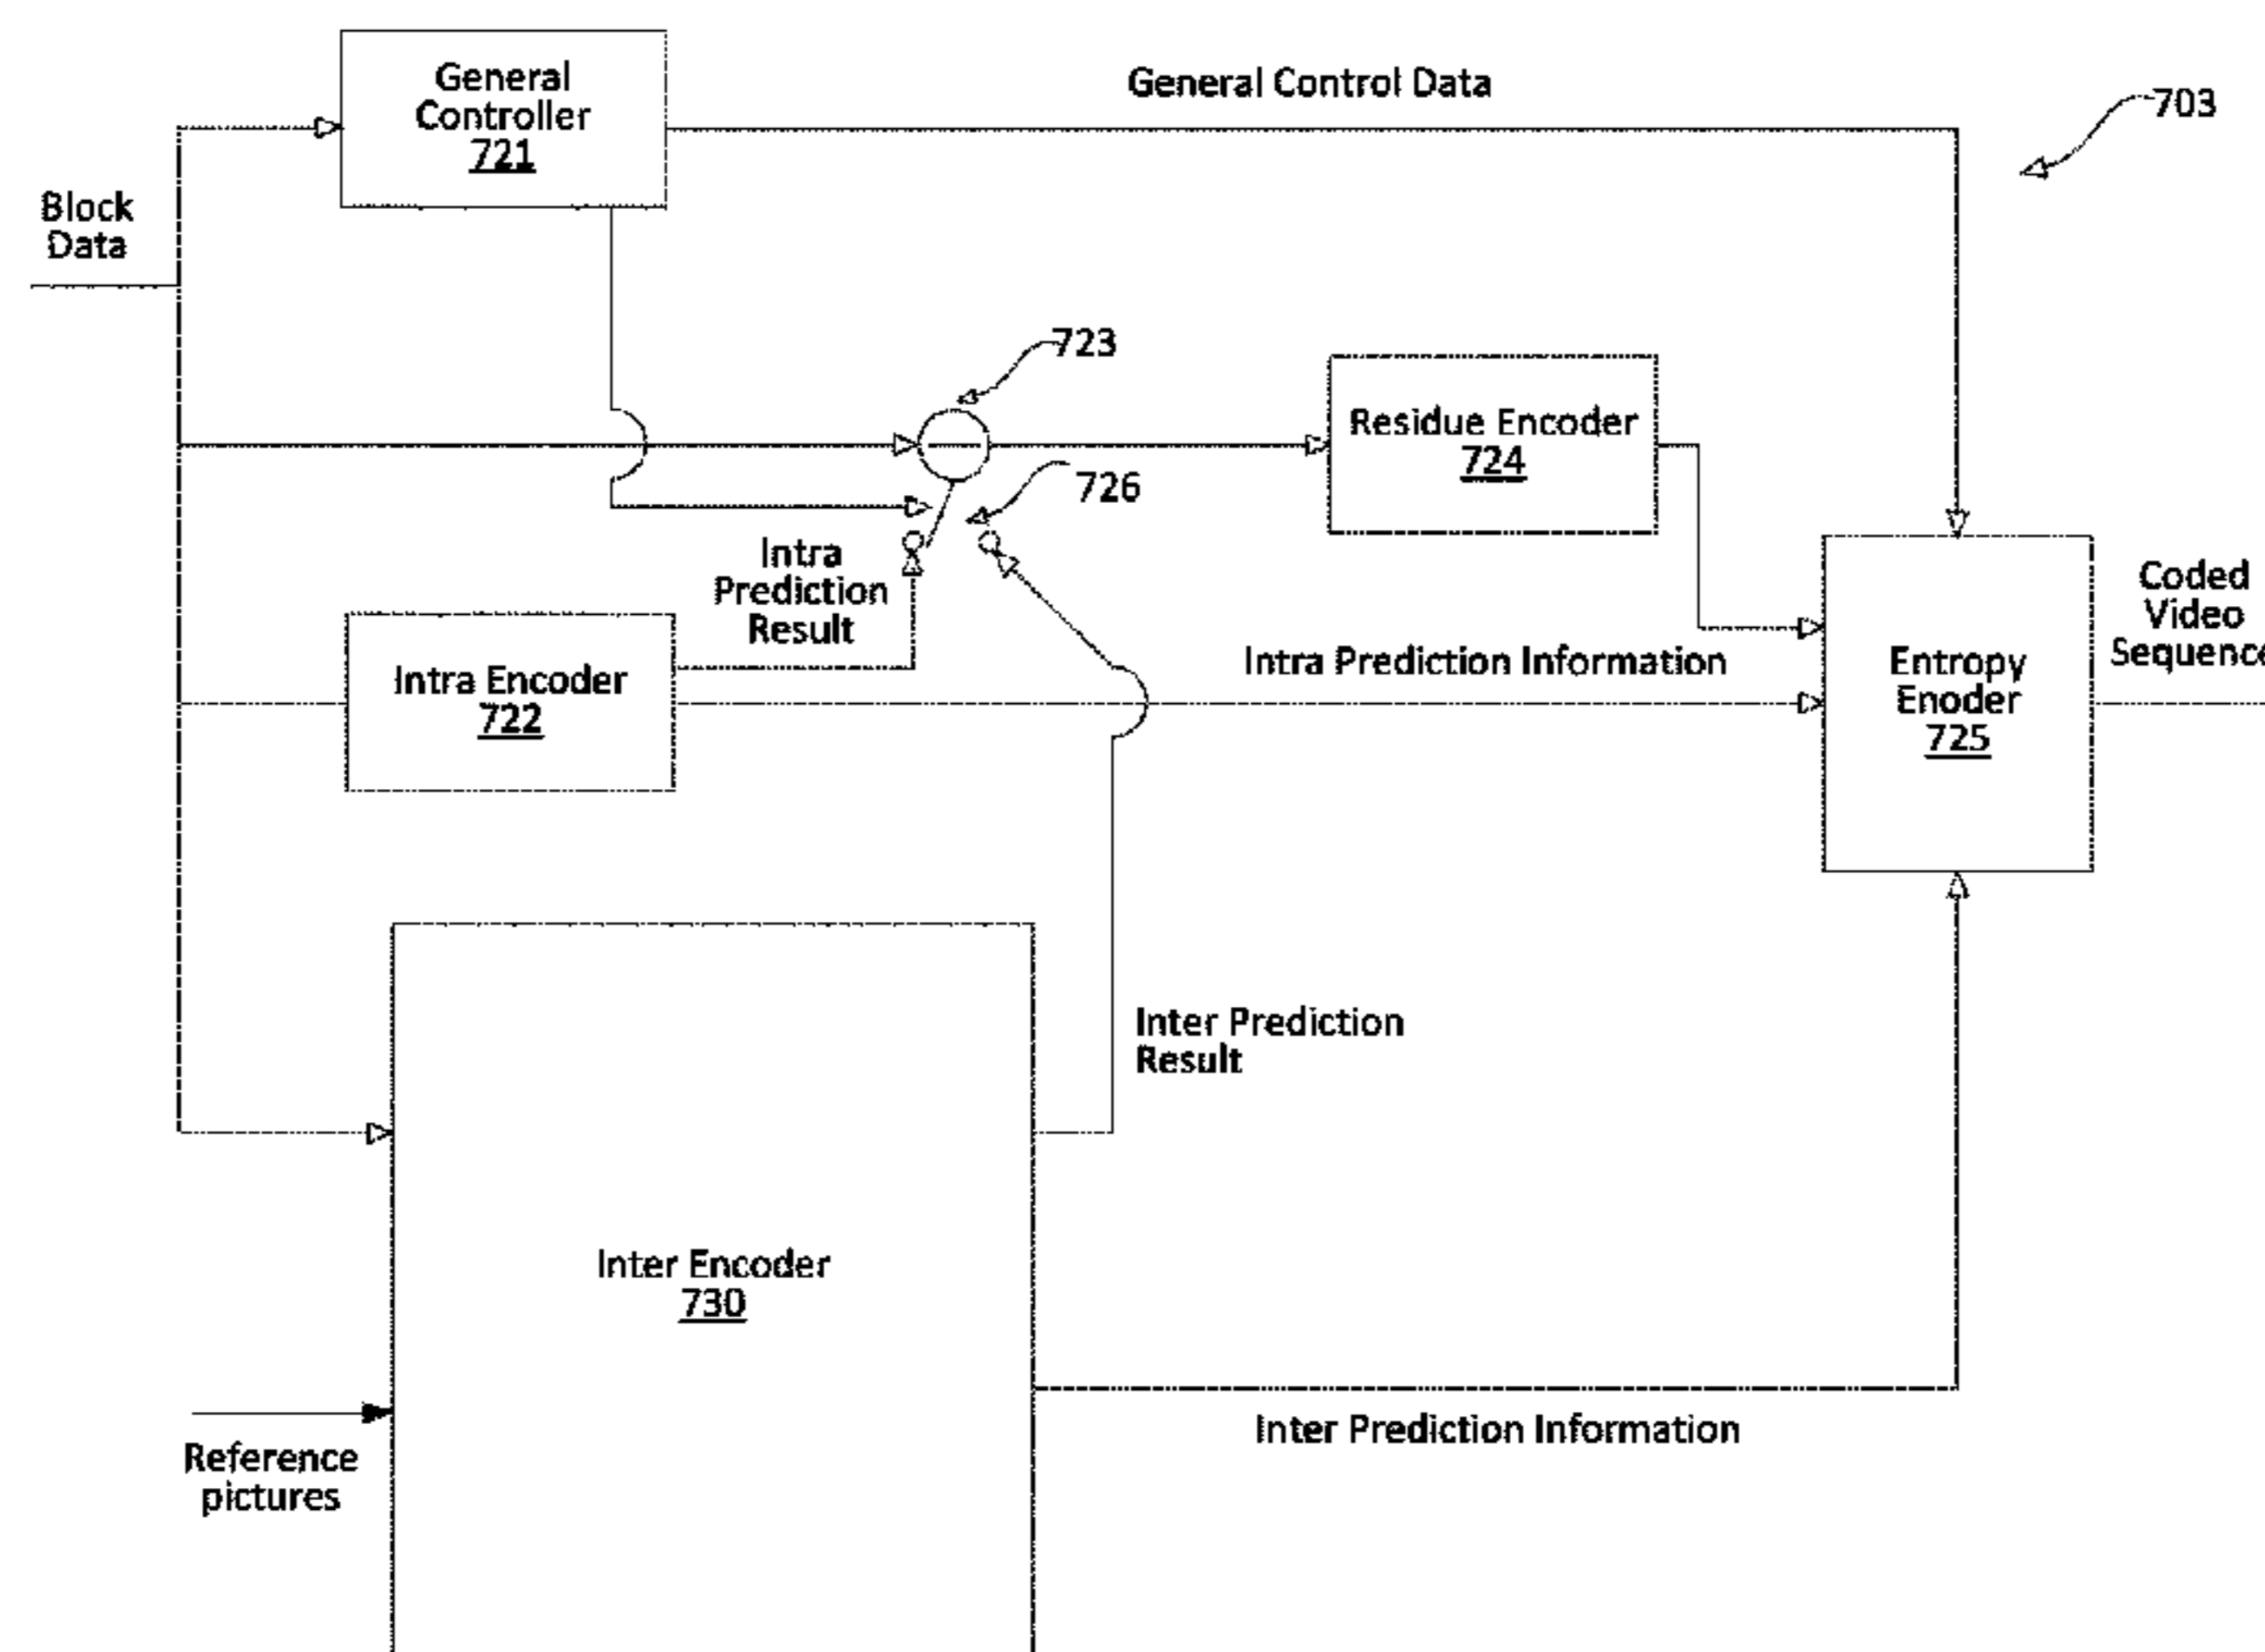 General
Controller
721
General Control Data
703
Block
Data
723
Residue Encoder
724
726
Intra
Prediction
Result
Coded
Video
Sequence
Intra Prediction Information
Entropy
Enoder
725
Intra Encoder
722
Inter Prediction
Result
Inter Encoder
730
Inter Prediction Information
Reference
pictures